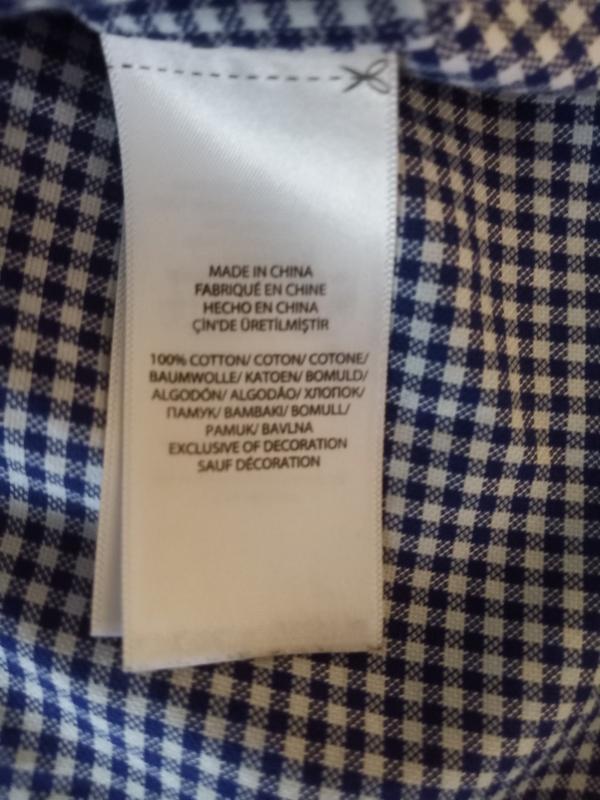 MADE IN CHINA
FABRIQUÉ EN CHINE
HECHO EN CHINA
ÇİN'DE ÜRETİLMİŞTİR
100% COTTON/ COTON/ COTONE/
BAUMWOLLE/ KATOEN/ BOMULD/
ALGODÓN/ ALGODÃO/ ХЛОПОК/
ПАМУК/ ΒΑΜΒΑΚΙ/ BOMULL/
PAMUK/ BAVLNA
EXCLUSIVE OF DECORATION
SAUF DÉCORATION